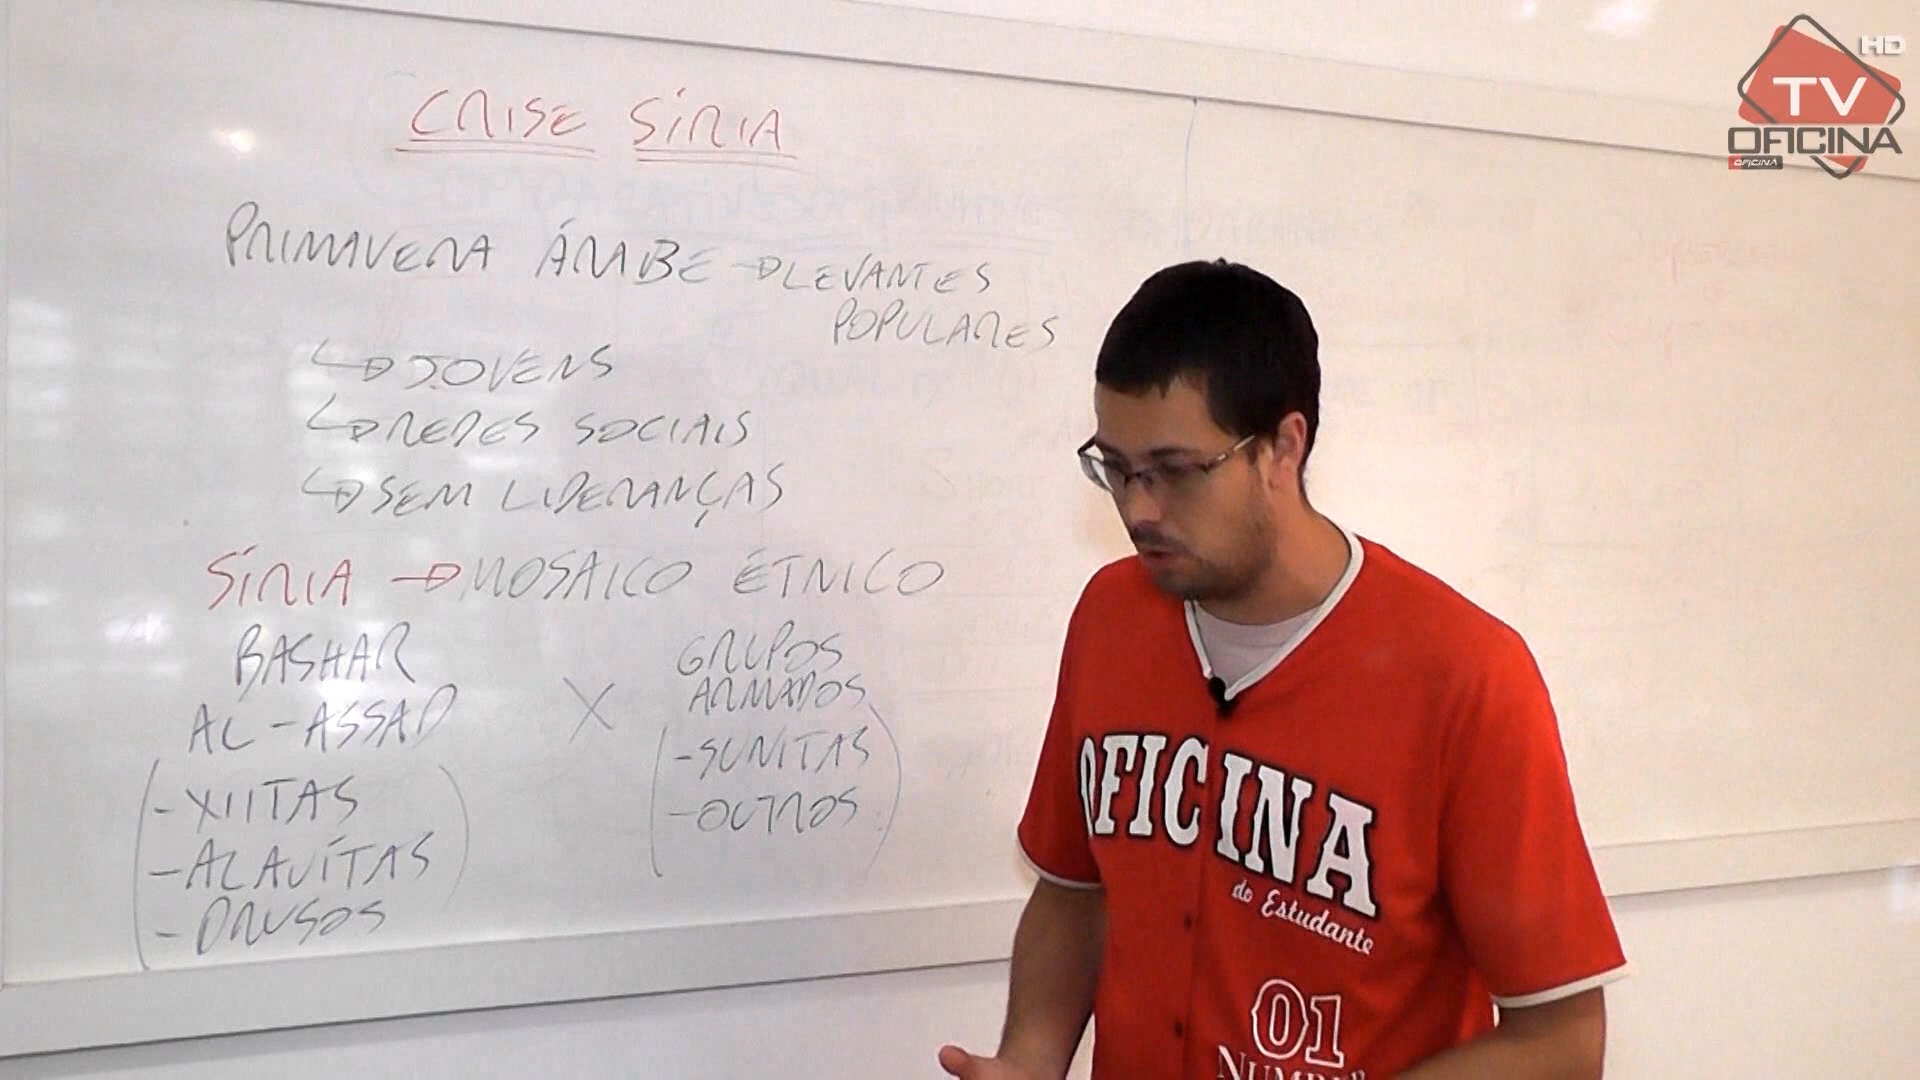 CRISE SÍRIA
PRIMAVERA ÁRABE → LEVANTES
POPULARES
↳ JOVENS
↳ REDES SOCIAIS
↳ SEM LIDERANÇAS
SÍRIA → MOSAICO ÉTNICO
BASHAR
AL-ASSAD
X
GRUPOS
ARMADOS
(- XIITAS
- ALAUÍTAS
- DRUSOS)
(- SUNITAS
- OUTROS)
HD
TV
OFICINA
OFICINA
OFICINA
do Estudante
01